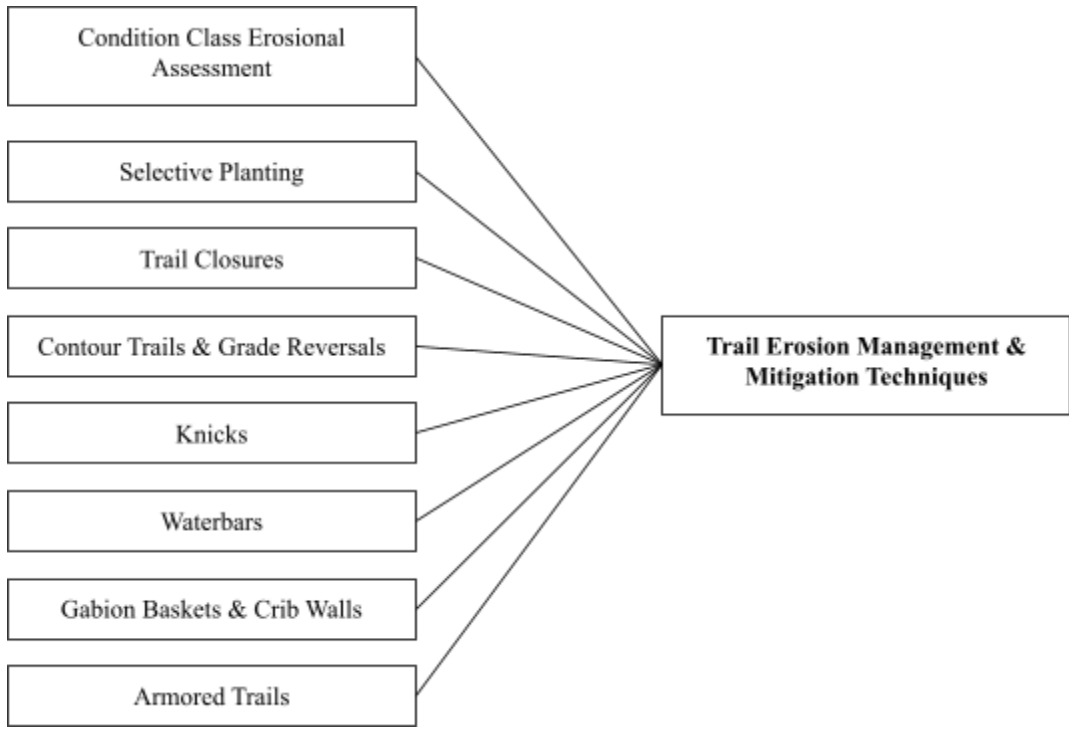 Condition Class Erosional
Assessment
Selective Planting
Trail Closures
Contour Trails & Grade Reversals
Knicks
Waterbars
Gabion Baskets & Crib Walls
Armored Trails
Trail Erosion Management &
Mitigation Techniques